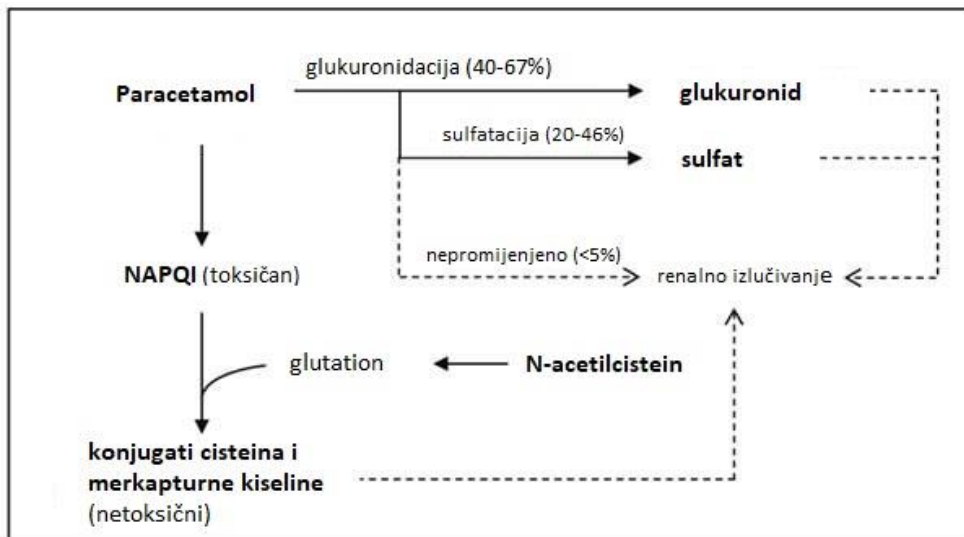 glukuronidacija (40-67%)
Paracetamol
glukuronid
sulfatacija (20-46%)
sulfat
nepromijenjeno (<5%)
NAPQI (toksičan)
renalno izlučivanje
glutation
N-acetilcistein
konjugati cisteina i
merkapturne kiseline
(netoksični)